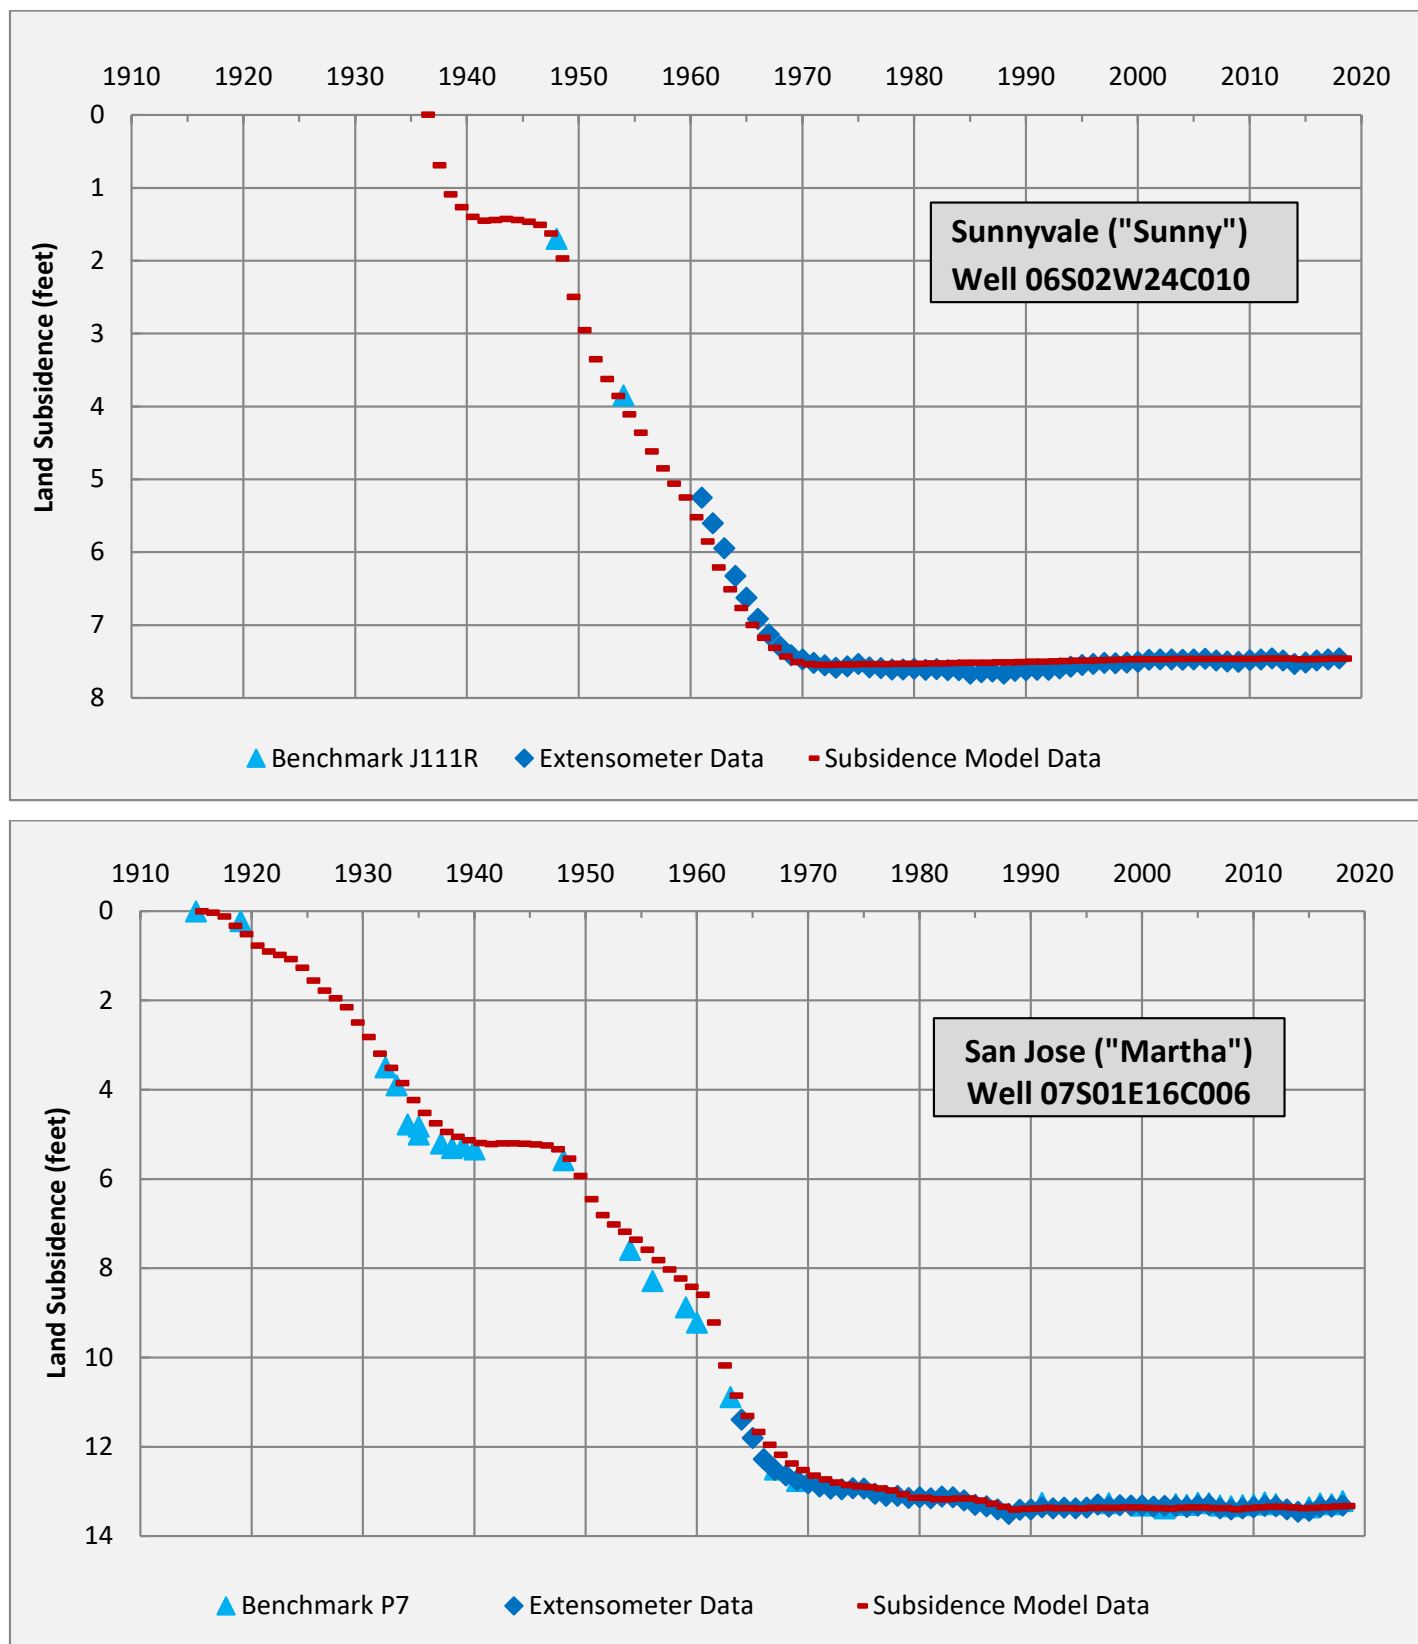 1910 1920 1930 1940 1950 1960 1970 1980 1990 2000 2010 2020
0
1
2
3
4
5
6
7
8
Land Subsidence (feet)
Sunnyvale ("Sunny")
Well 06S02W24C010
Benchmark J111R Extensometer Data Subsidence Model Data
1910 1920 1930 1940 1950 1960 1970 1980 1990 2000 2010 2020
0
2
4
6
8
10
12
14
Land Subsidence (feet)
San Jose ("Martha")
Well 07S01E16C006
Benchmark P7 Extensometer Data Subsidence Model Data